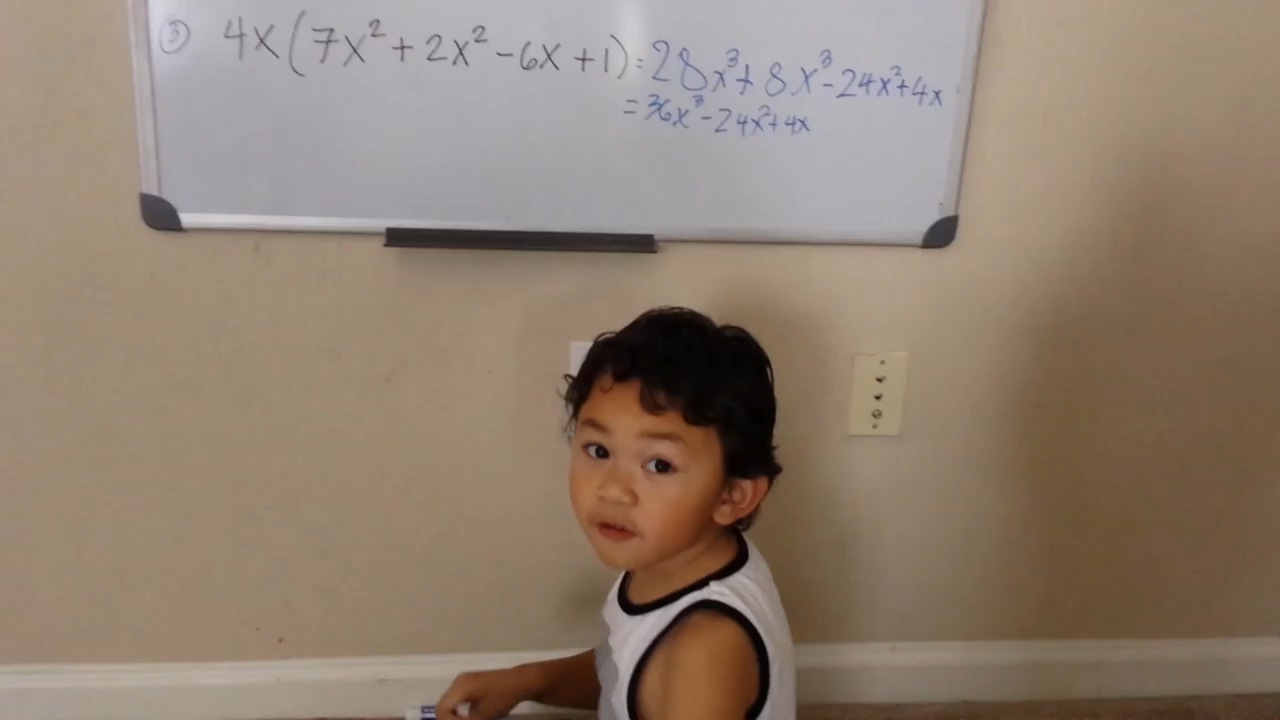 ③ 4x(7x² + 2x² - 6x + 1) = 28x³ + 8x³ - 24x² + 4x
= 36x³ - 24x² + 4x